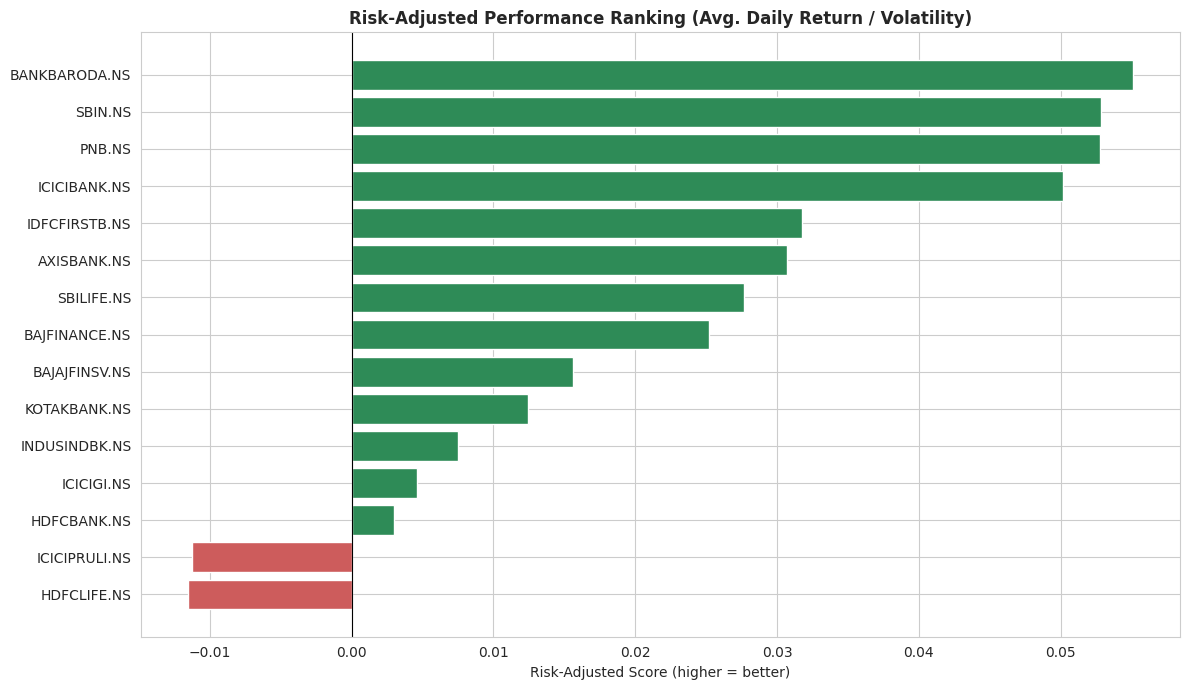 Risk-Adjusted Performance Ranking (Avg. Daily Return / Volatility)
BANKBARODA.NS
SBIN.NS
PNB.NS
ICICIBANK.NS
IDFCFIRSTB.NS
AXISBANK.NS
SBILIFE.NS
BAJFINANCE.NS
BAJAJFINSV.NS
KOTAKBANK.NS
INDUSINDBK.NS
ICICIGI.NS
HDFCBANK.NS
ICICIPRULI.NS
HDFCLIFE.NS
−0.01 0.00 0.01 0.02 0.03 0.04 0.05
Risk-Adjusted Score (higher = better)